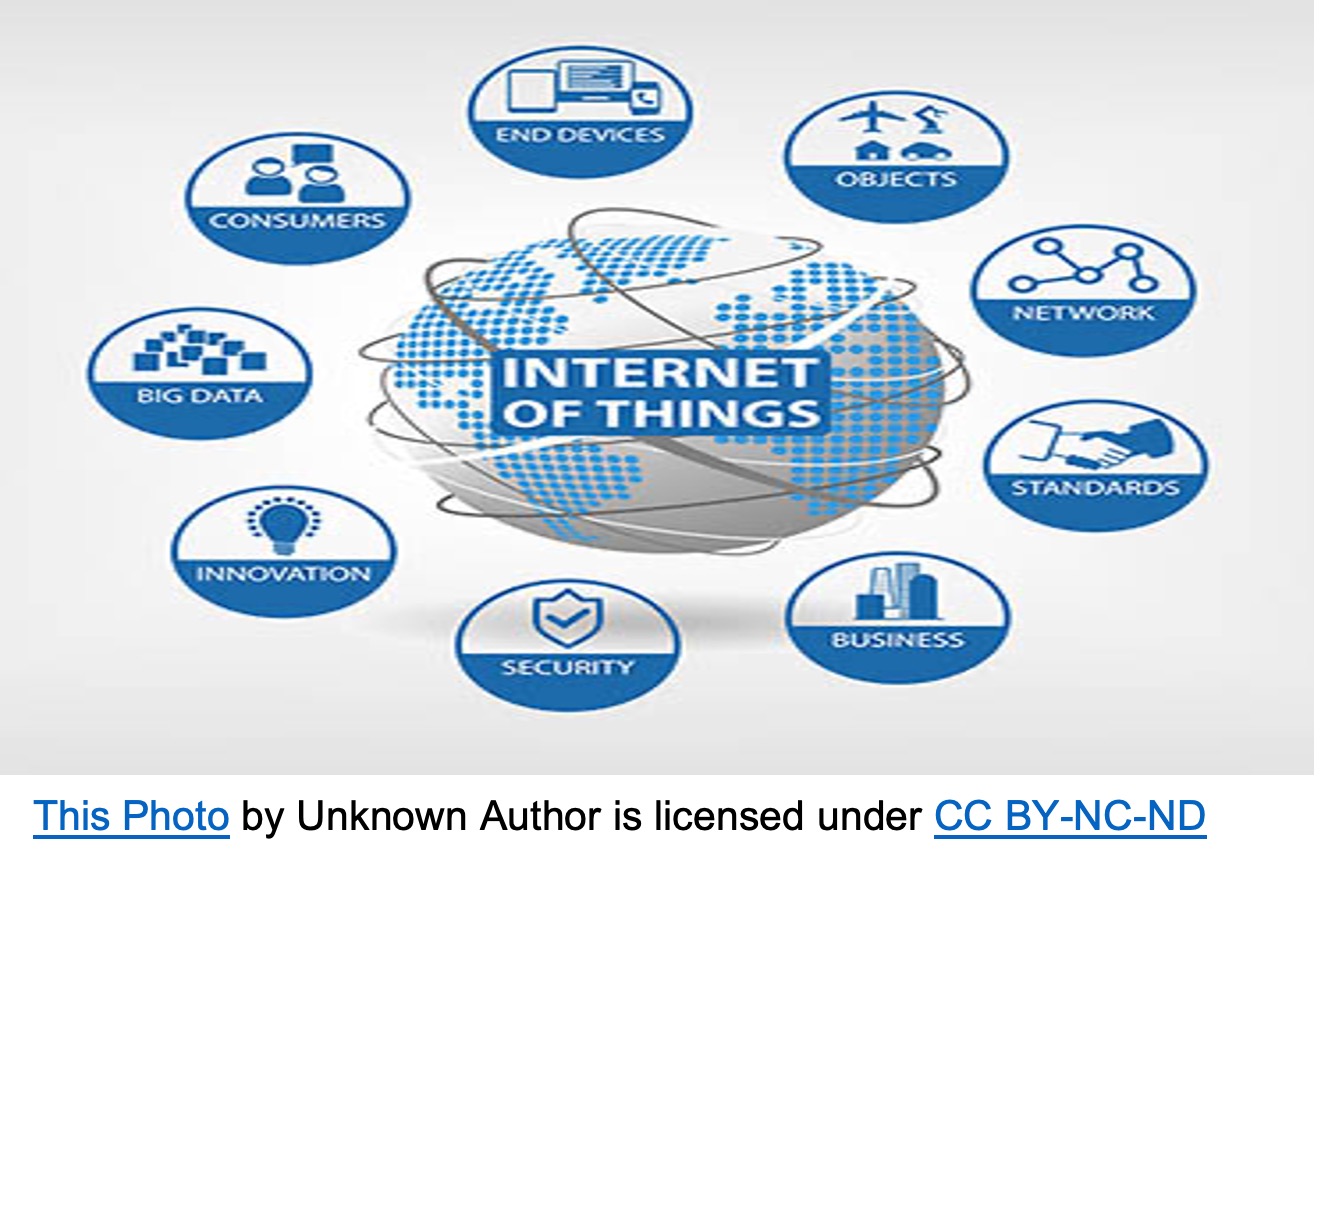 END DEVICES
OBJECTS
CONSUMERS
NETWORK
INTERNET
OF THINGS
BIG DATA
STANDARDS
INNOVATION
BUSINESS
SECURITY
This Photo by Unknown Author is licensed under CC BY-NC-ND